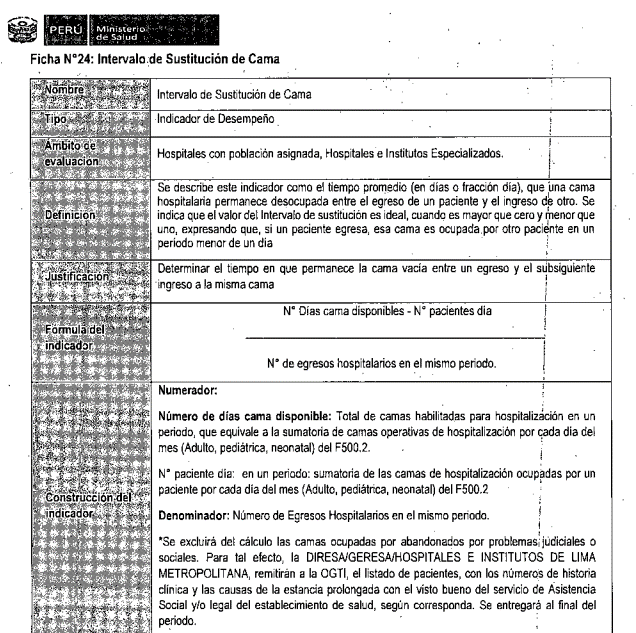 PERÚ Ministerio
de Salud
Ficha N°24: Intervalo de Sustitución de Cama
Nombre
Intervalo de Sustitución de Cama
Tipo
Indicador de Desempeño
Ámbito de
evaluación
Hospitales con población asignada, Hospitales e Institutos Especializados.
Definición
Se describe este indicador como el tiempo promedio (en días o fracción día), que una cama
hospitalaria permanece desocupada entre el egreso de un paciente y el ingreso de otro. Se
indica que el valor del Intervalo de sustitución es ideal, cuando es mayor que cero y menor que
uno, expresando que, si un paciente egresa, esa cama es ocupada por otro paciente en un
periodo menor de un día
Justificación
Determinar el tiempo en que permanece la cama vacía entre un egreso y el subsiguiente
ingreso a la misma cama
Fórmula del
indicador
N° Días cama disponibles - N° pacientes día
N° de egresos hospitalarios en el mismo periodo.
Construcción del
indicador
Numerador:
Número de días cama disponible: Total de camas habilitadas para hospitalización en un
periodo, que equivale a la sumatoria de camas operativas de hospitalización por cada día del
mes (Adulto, pediátrica, neonatal) del F500.2.
N° paciente día: en un periodo: sumatoria de las camas de hospitalización ocupadas por un
paciente por cada día del mes (Adulto, pediátrica, neonatal) del F500.2
Denominador: Número de Egresos Hospitalarios en el mismo periodo.
*Se excluirá del cálculo las camas ocupadas por abandonados por problemas judiciales o
sociales. Para tal efecto, la DIRESA/GERESA/HOSPITALES E INSTITUTOS DE LIMA
METROPOLITANA, remitirán a la OGTI, el listado de pacientes, con los números de historia
clínica y las causas de la estancia prolongada con el visto bueno del servicio de Asistencia
Social y/o legal del establecimiento de salud, según corresponda. Se entregará al final del
periodo.